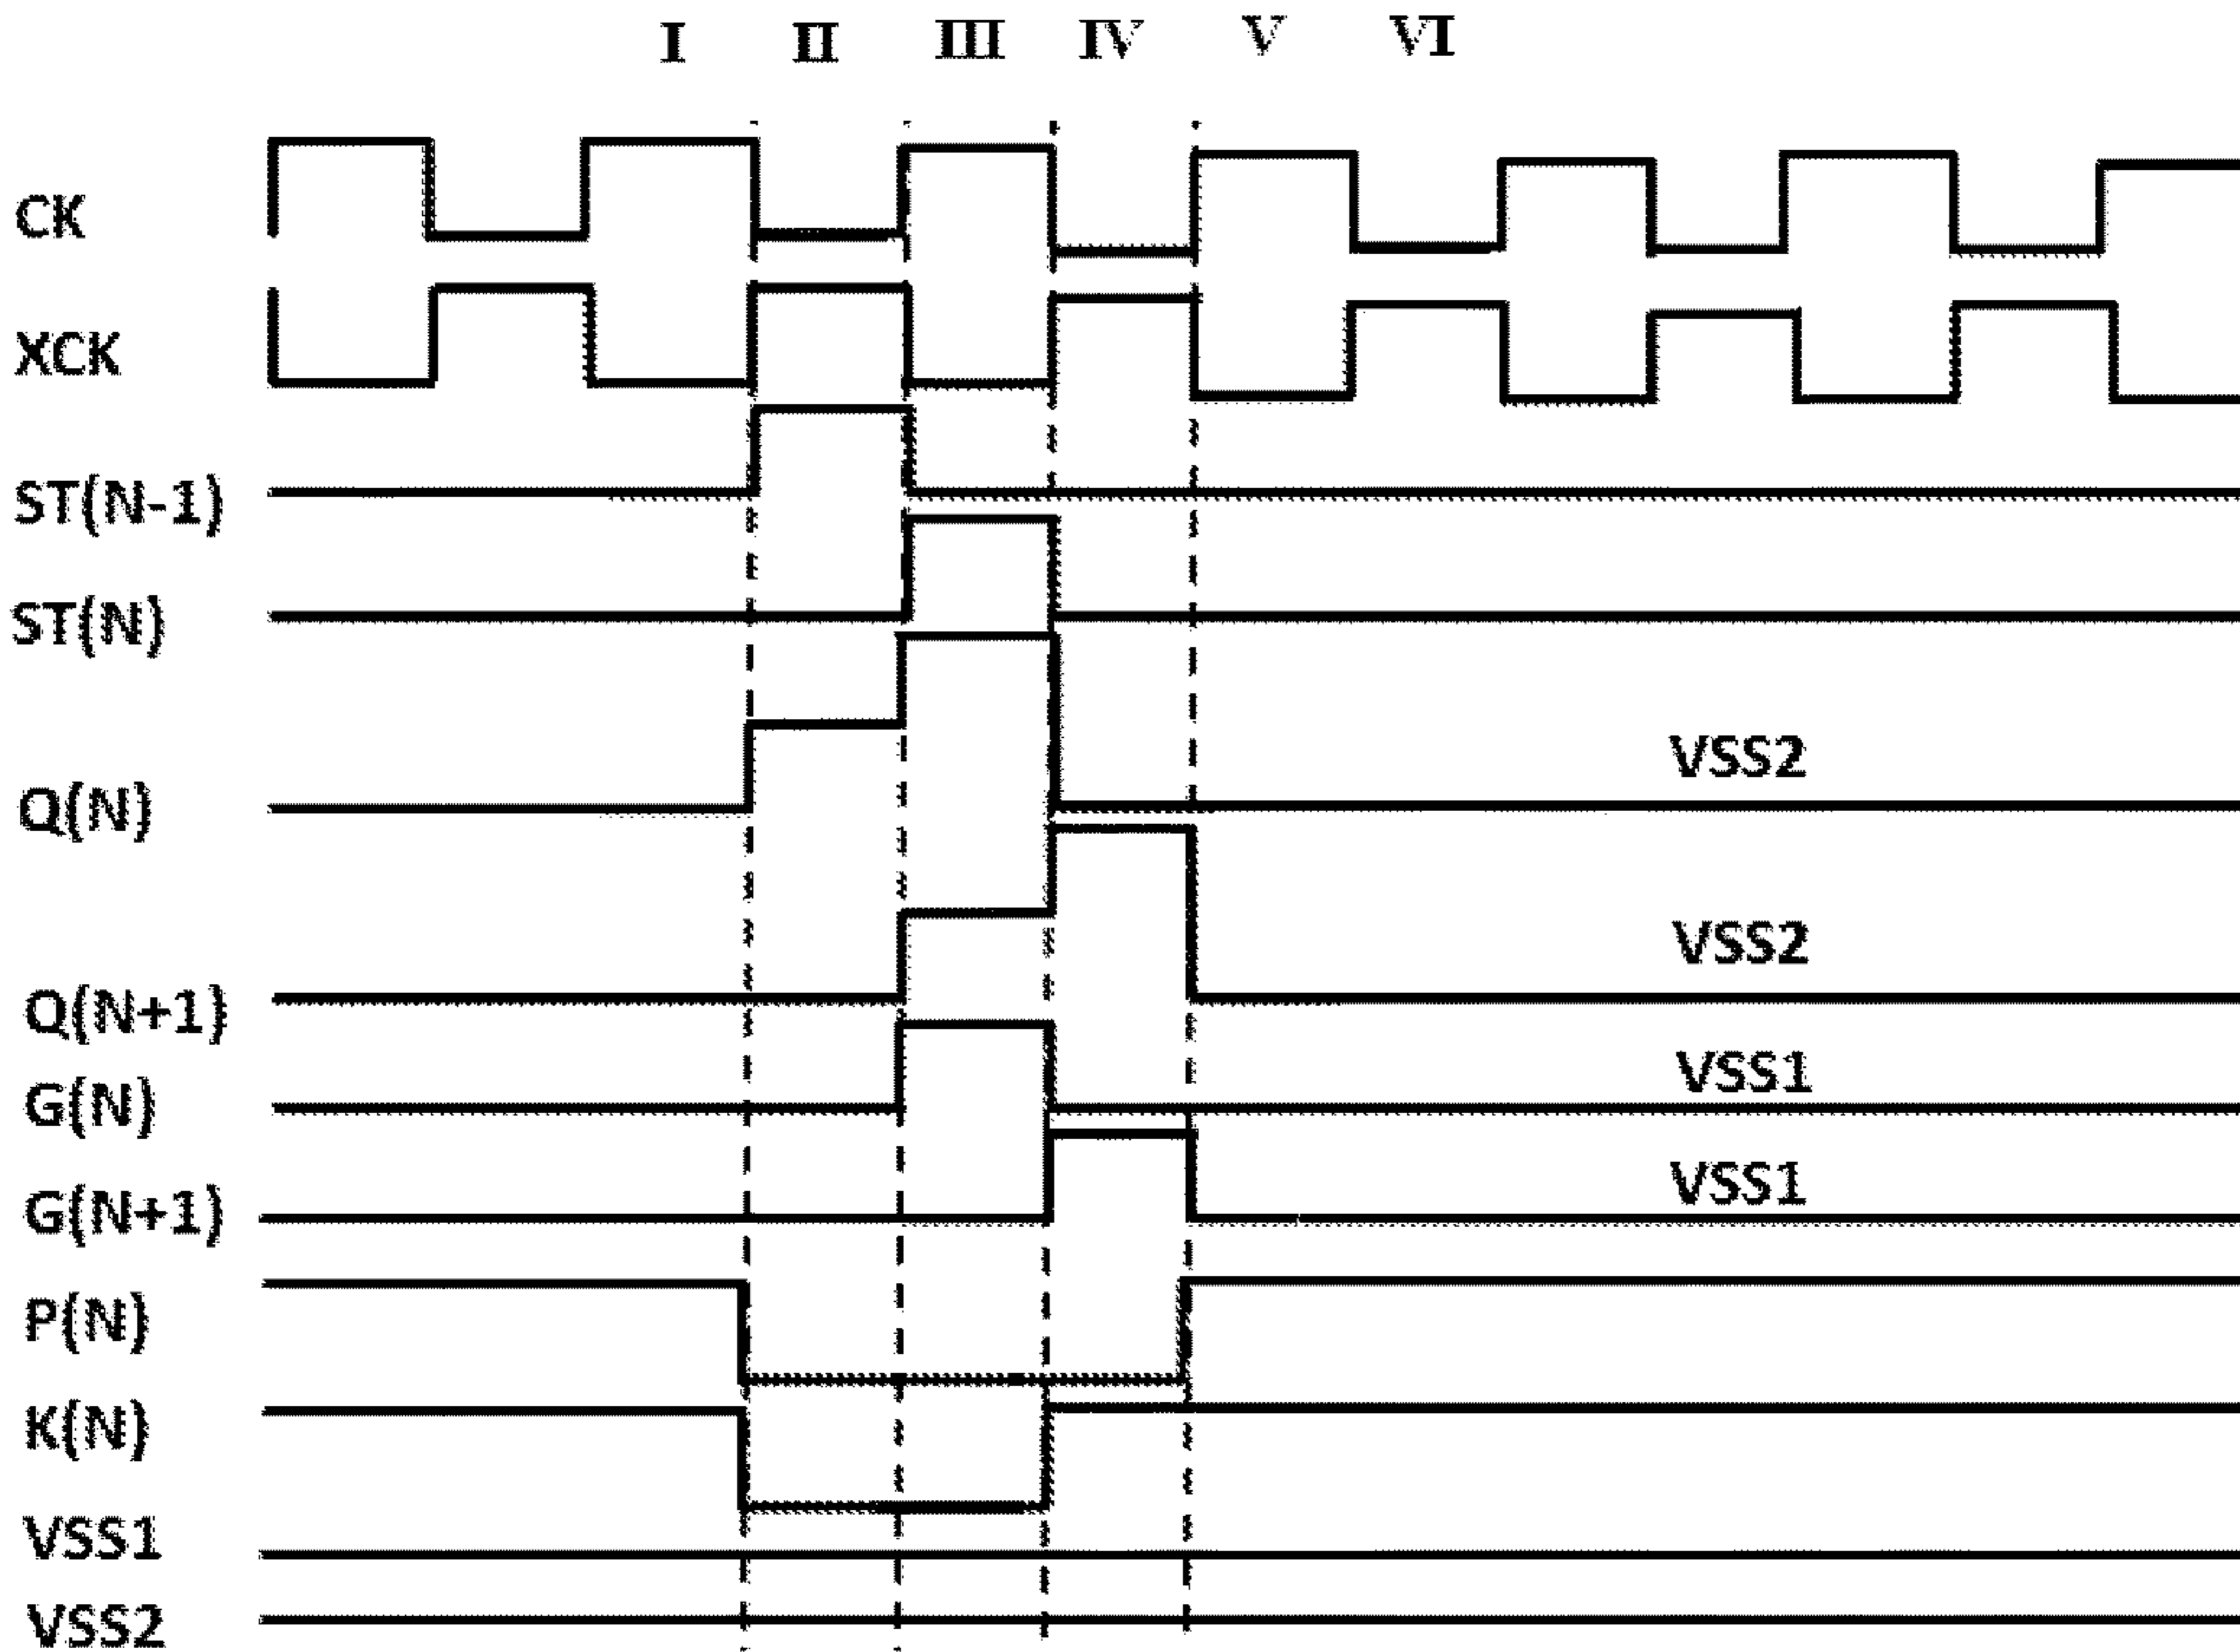 I II III IV V VI
CK
XCK
ST(N-1)
ST(N)
Q(N) VSS2
Q(N+1) VSS2
G(N) VSS1
G(N+1) VSS1
P(N)
K(N)
VSS1
VSS2